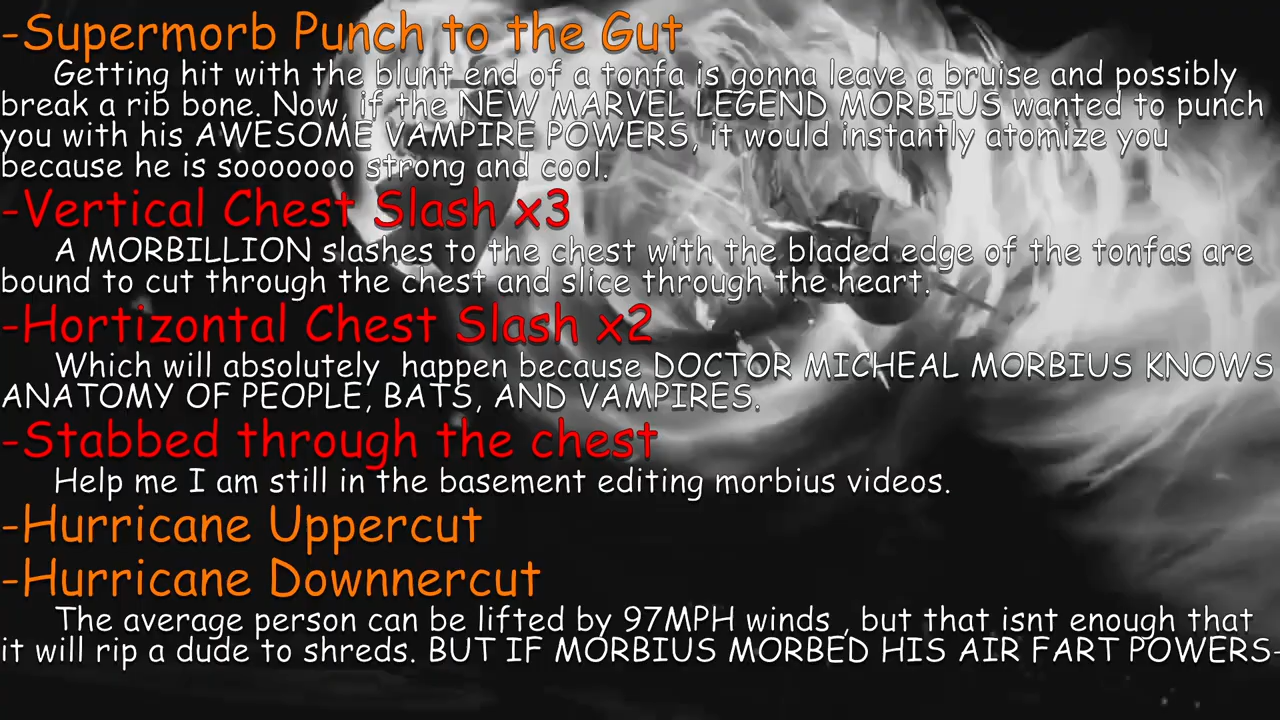 -Supermorb Punch to the Gut
Getting hit with the blunt end of a tonfa is gonna leave a bruise and possibly
break a rib bone. Now, if the NEW MARVEL LEGEND MORBIUS wanted to punch
you with his AWESOME VAMPIRE POWERS, it would instantly atomize you
because he is sooooooo strong and cool.
-Vertical Chest Slash x3
A MORBILLION slashes to the chest with the bladed edge of the tonfas are
bound to cut through the chest and slice through the heart.
-Hortizontal Chest Slash x2
Which will absolutely happen because DOCTOR MICHEAL MORBIUS KNOWS
ANATOMY OF PEOPLE, BATS, AND VAMPIRES.
-Stabbed through the chest
Help me I am still in the basement editing morbius videos.
-Hurricane Uppercut
-Hurricane Downnercut
The average person can be lifted by 97MPH winds , but that isnt enough that
it will rip a dude to shreds. BUT IF MORBIUS MORBED HIS AIR FART POWERS-